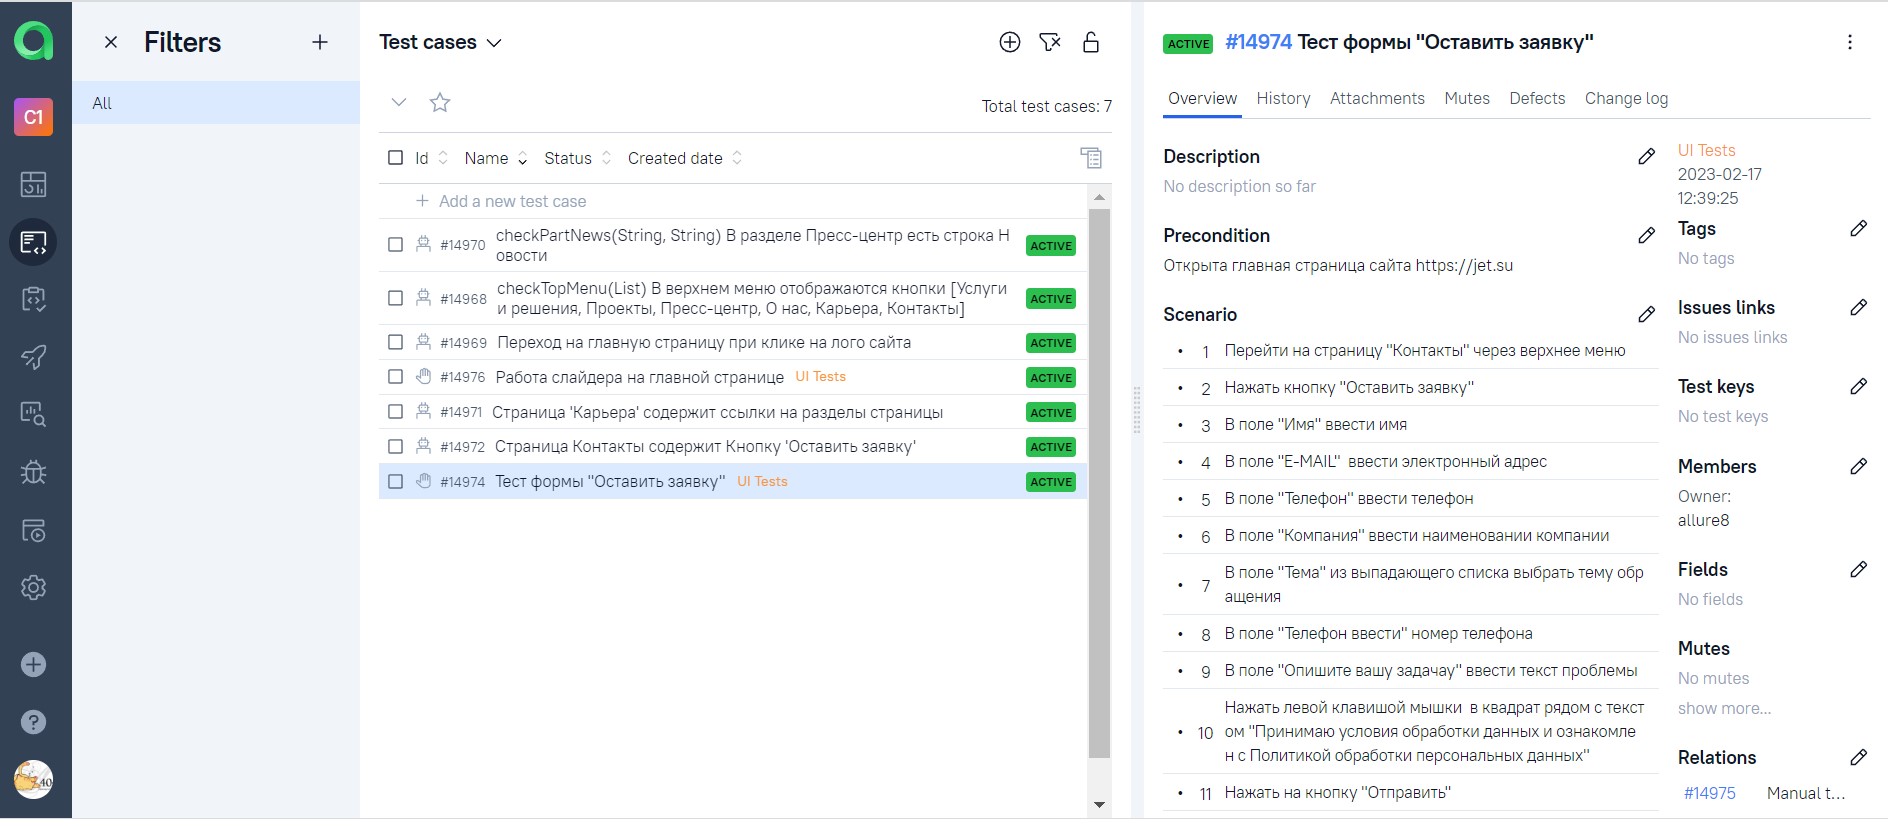 C1
Filters
All
Test cases
Total test cases: 7
Id Name Status Created date
Add a new test case
#14970 checkPartNews(String, String) В разделе Пресс-центр есть строка Н
овости
ACTIVE
#14968 checkTopMenu(List) В верхнем меню отображаются кнопки [Услуги
и решения, Проекты, Пресс-центр, О нас, Карьера, Контакты]
ACTIVE
#14969 Переход на главную страницу при клике на лого сайта ACTIVE
#14976 Работа слайдера на главной странице UI Tests ACTIVE
#14971 Страница 'Карьера' содержит ссылки на разделы страницы ACTIVE
#14972 Страница Контакты содержит Кнопку 'Оставить заявку' ACTIVE
#14974 Тест формы "Оставить заявку" UI Tests ACTIVE
ACTIVE #14974 Тест формы "Оставить заявку"
Overview History Attachments Mutes Defects Change log
Description
No description so far
Precondition
Открыта главная страница сайта https://jet.su
Scenario
1 Перейти на страницу "Контакты" через верхнее меню
2 Нажать кнопку "Оставить заявку"
3 В поле "Имя" ввести имя
4 В поле "E-MAIL" ввести электронный адрес
5 В поле "Телефон" ввести телефон
6 В поле "Компания" ввести наименовании компании
7 В поле "Тема" из выпадающего списка выбрать тему обр
ащения
8 В поле "Телефон ввести" номер телефона
9 В поле "Опишите вашу задачау" ввести текст проблемы
10 Нажать левой клавишой мышки в квадрат рядом с текст
ом "Принимаю условия обработки данных и ознакомле
н с Политикой обработки персональных данных"
11 Нажать на кнопку "Отправить"
UI Tests
2023-02-17
12:39:25
Tags
No tags
Issues links
No issues links
Test keys
No test keys
Members
Owner:
allure8
Fields
No fields
Mutes
No mutes
show more...
Relations
#14975 Manual t...